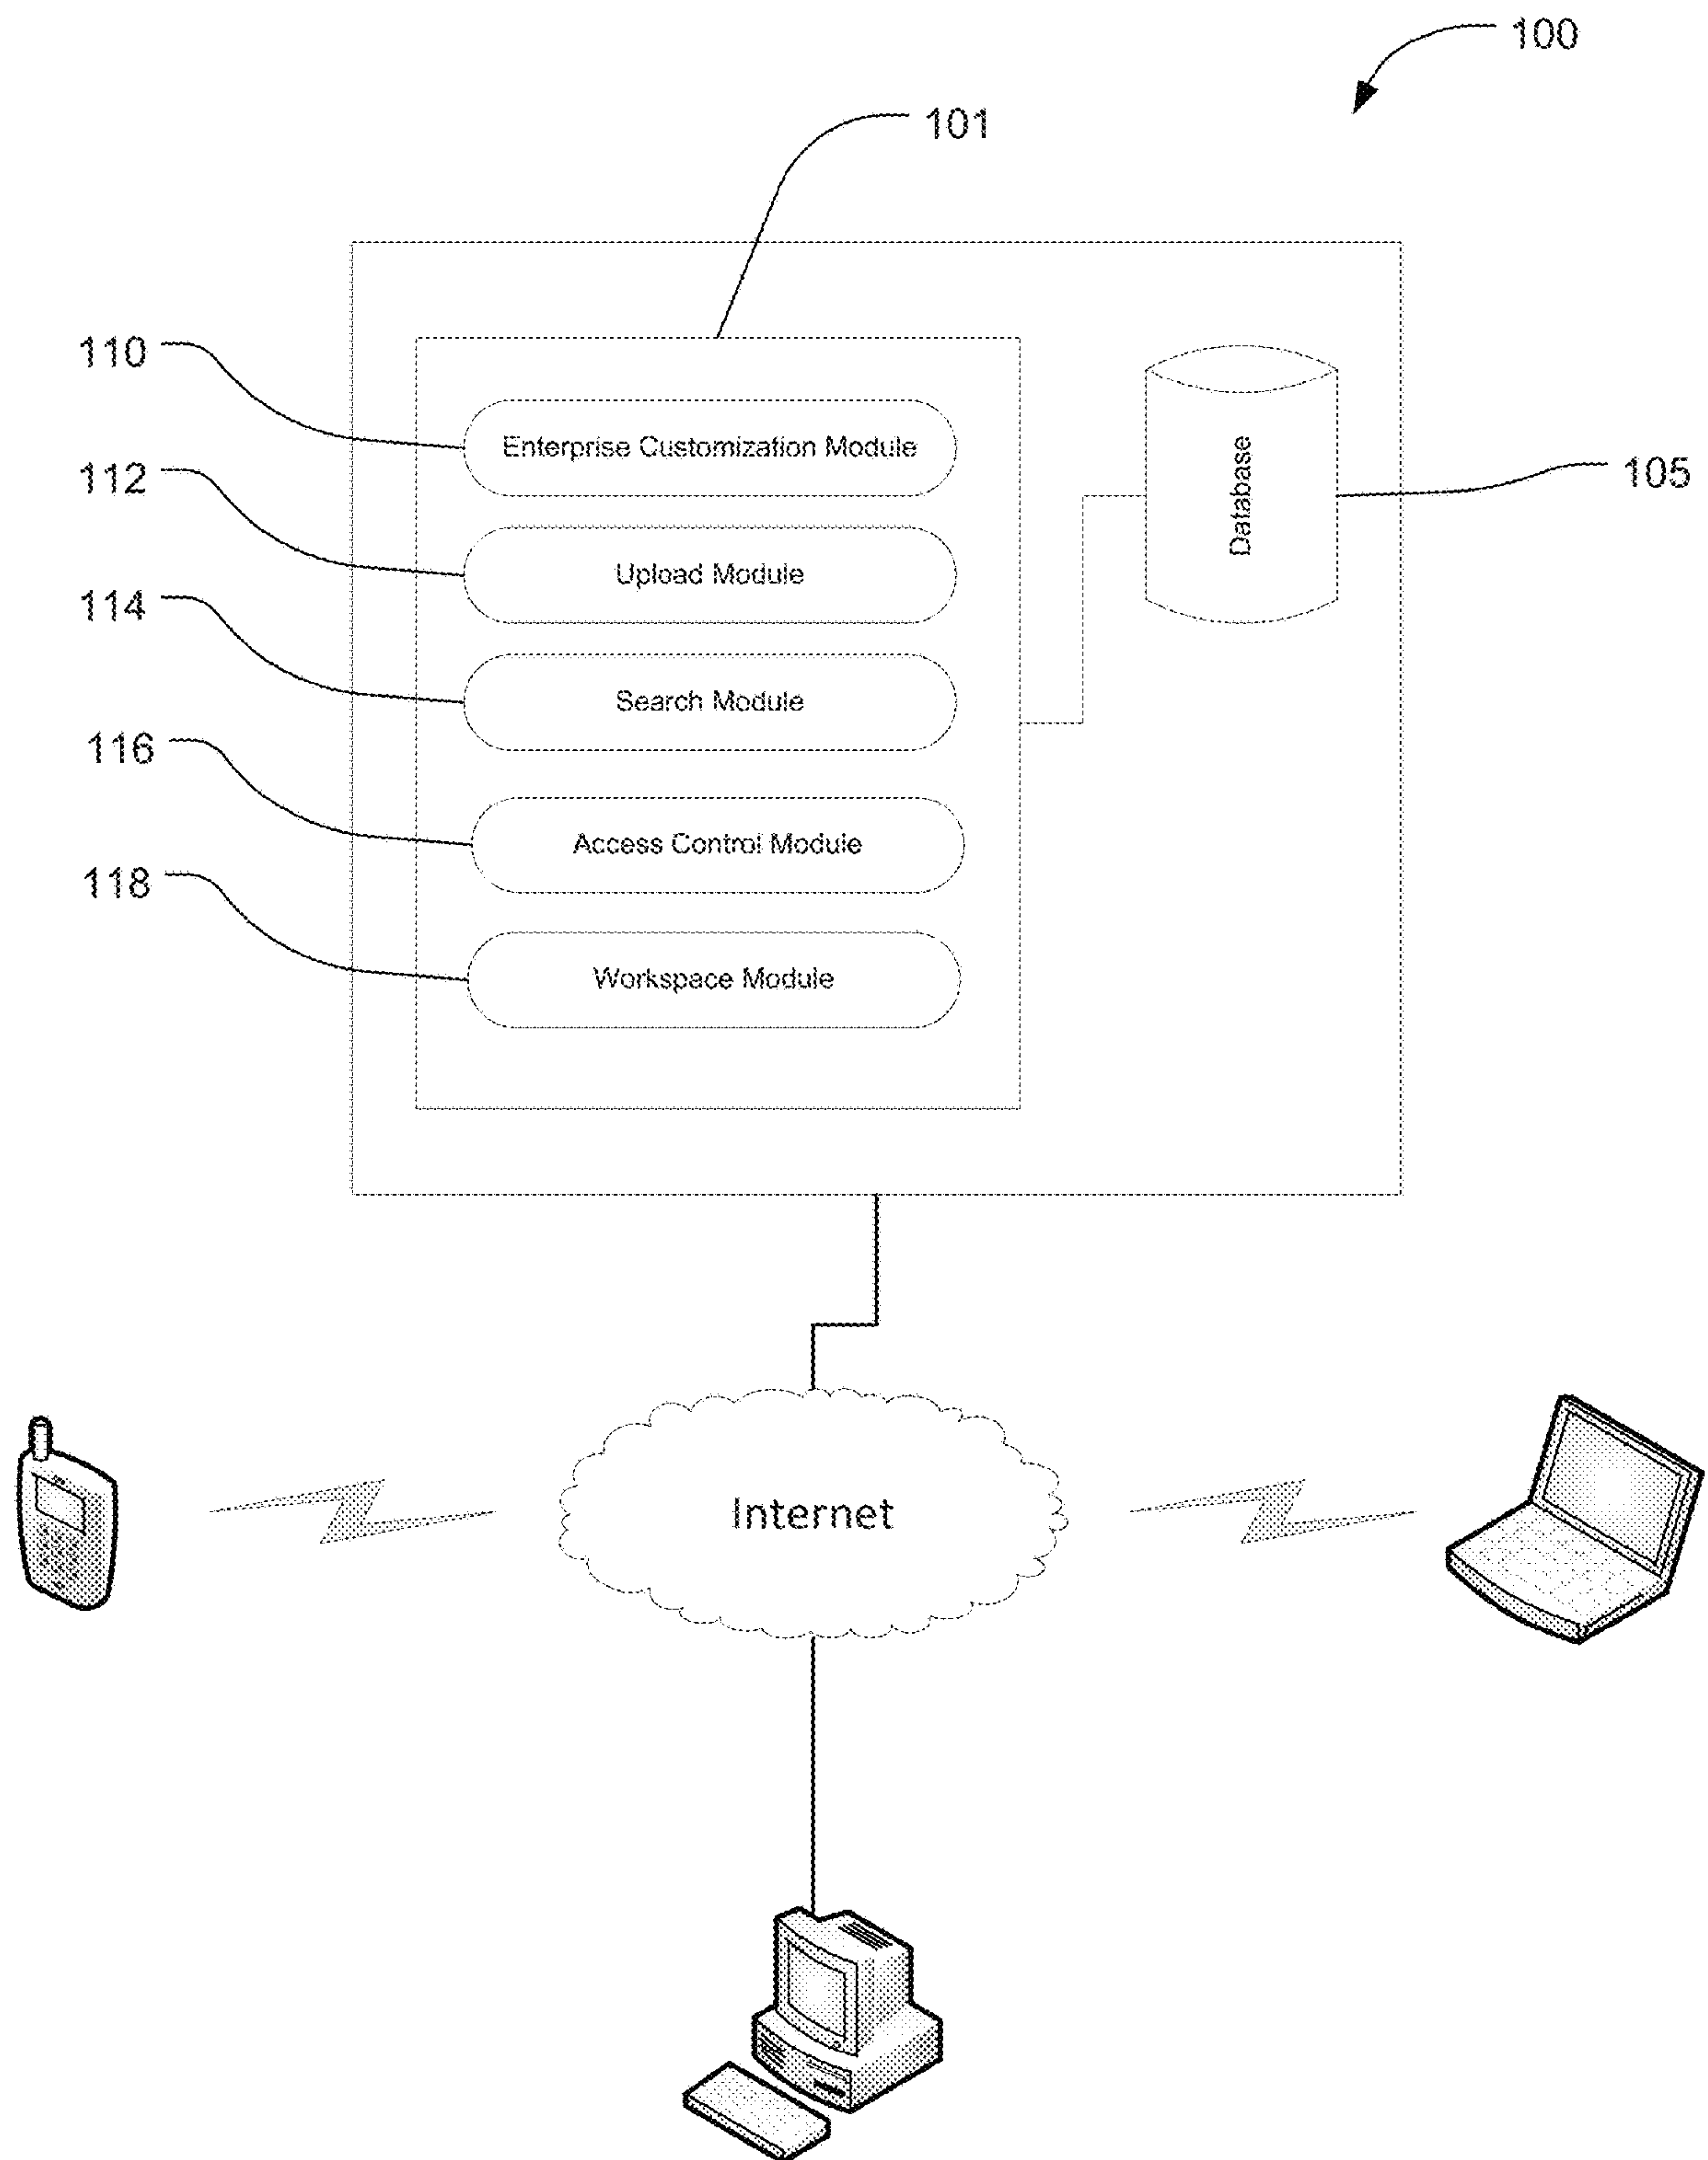 100
101
110
Enterprise Customization Module
112
Upload Module
105
Database
114
Search Module
116
Access Control Module
118
Workspace Module
Internet